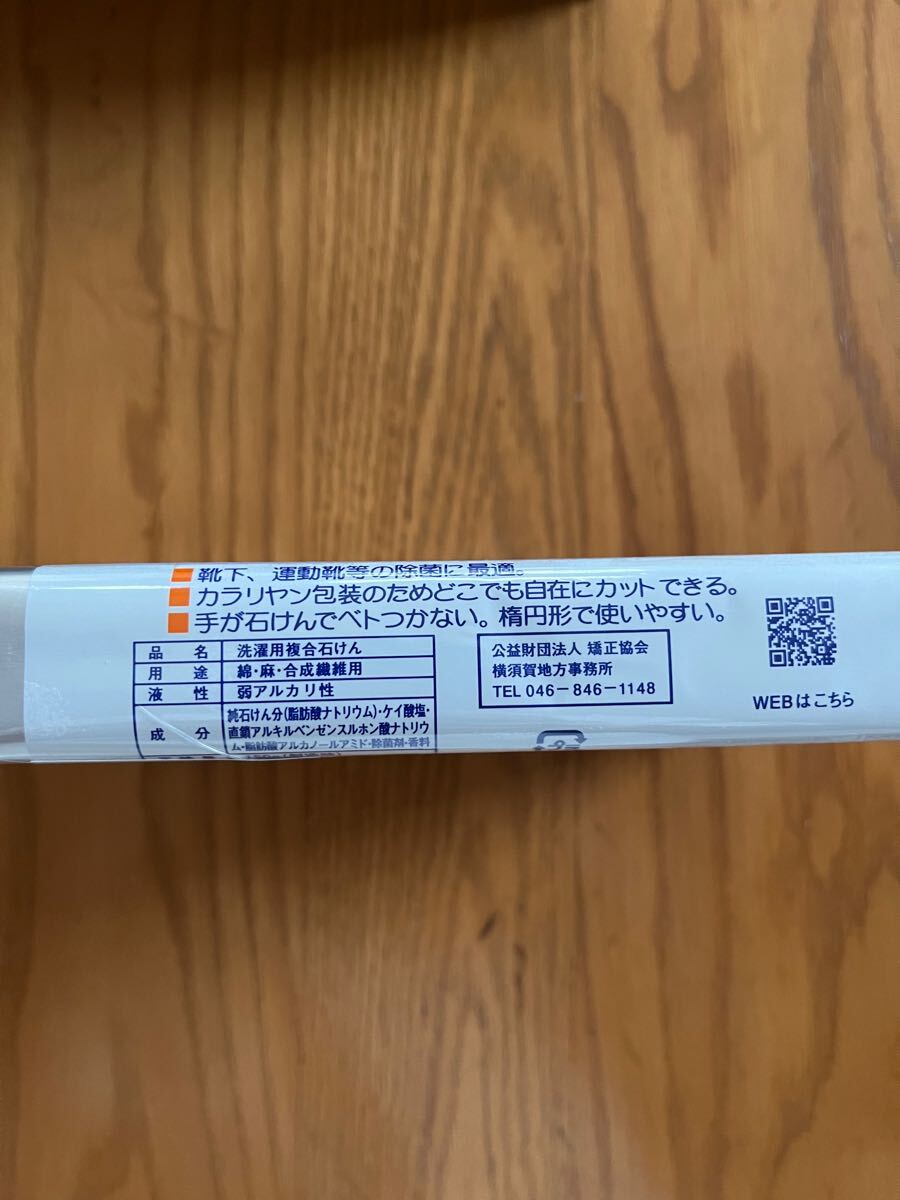 ■ 靴下、運動靴等の除菌に最適。
■ カラリヤン包装のためどこでも自在にカットできる。
■ 手が石けんでベトつかない。楕円形で使いやすい。
品 名 洗濯用複合石けん
用 途 綿・麻・合成繊維用
液 性 弱アルカリ性
成 分 純石けん分(脂肪酸ナトリウム)・ケイ酸塩・
直鎖アルキルベンゼンスルホン酸ナトリウ
ム・脂肪酸アルカノールアミド・除菌剤・香料
公益財団法人 矯正協会
横須賀地方事務所
TEL 046-846-1148
WEBはこちら